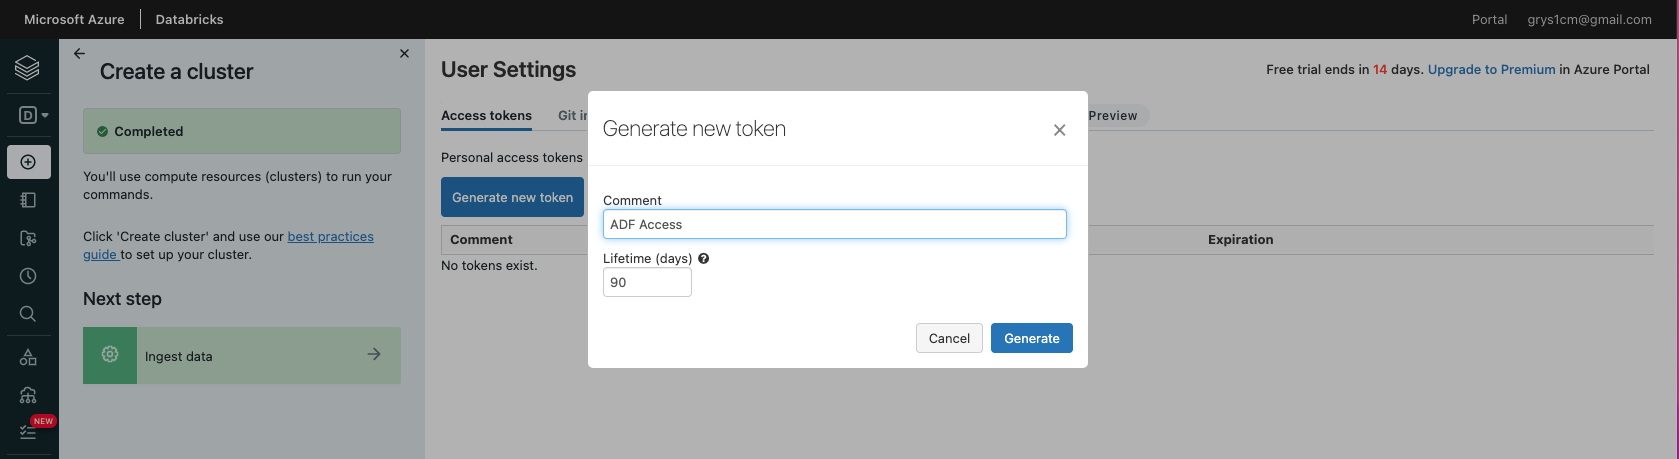 Microsoft Azure | Databricks
Portal grys1cm@gmail.com
D
NEW
Create a cluster
Completed
You'll use compute resources (clusters) to run your
commands.
Click 'Create cluster' and use our best practices
guide to set up your cluster.
Next step
Ingest data
User Settings
Free trial ends in 14 days. Upgrade to Premium in Azure Portal
Access tokens Git in
Preview
Personal access tokens
Generate new token
Comment Expiration
No tokens exist.
Generate new token
Comment
ADF Access
Lifetime (days) ?
90
Cancel Generate